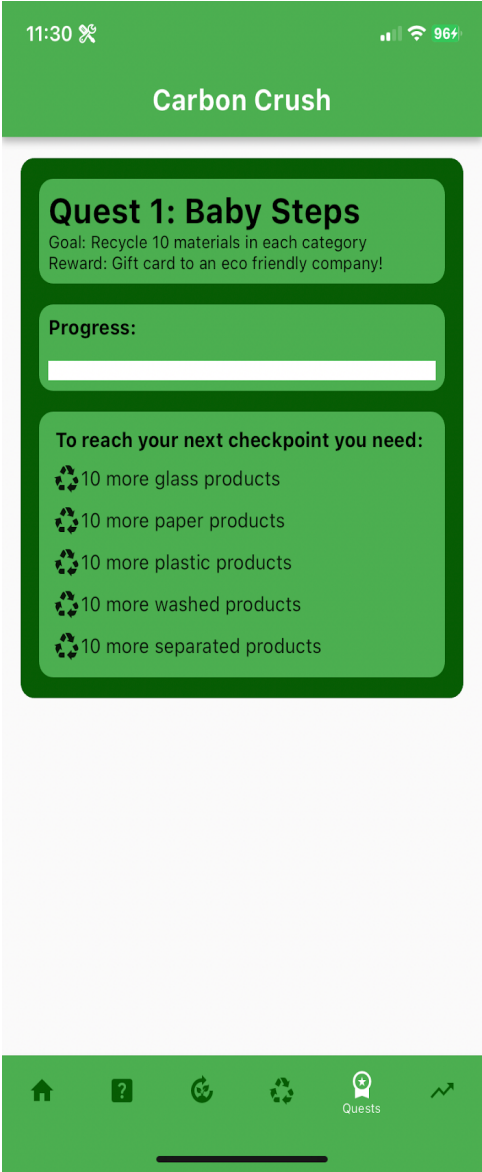 11:30
96
Carbon Crush
Quest 1: Baby Steps
Goal: Recycle 10 materials in each category
Reward: Gift card to an eco friendly company!
Progress:
To reach your next checkpoint you need:
10 more glass products
10 more paper products
10 more plastic products
10 more washed products
10 more separated products
?
Quests